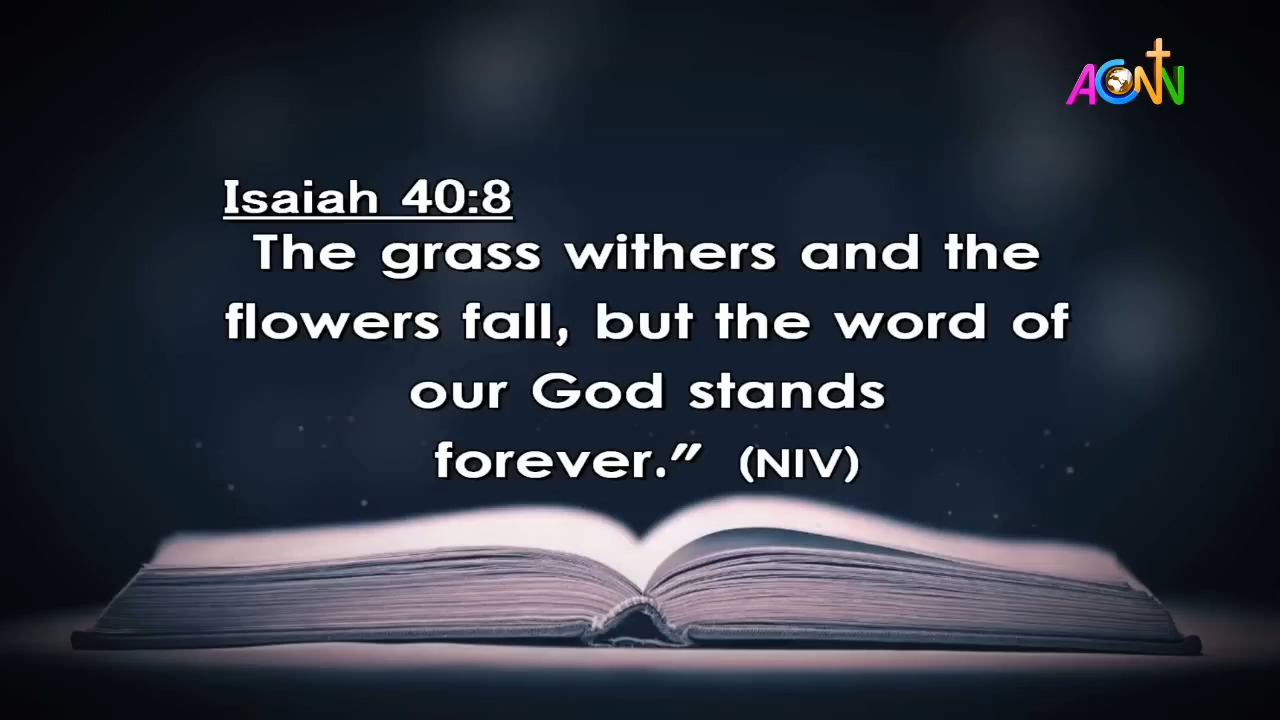 ACNN
Isaiah 40:8
The grass withers and the
flowers fall, but the word of
our God stands
forever.” (NIV)